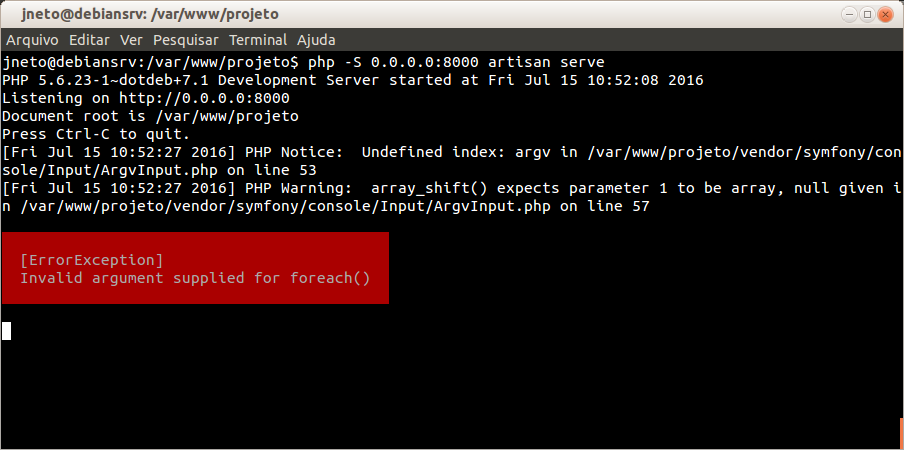 jneto@debiansrv: /var/www/projeto
Arquivo Editar Ver Pesquisar Terminal Ajuda
jneto@debiansrv:/var/www/projeto$ php -S 0.0.0.0:8000 artisan serve
PHP 5.6.23-1~dotdeb+7.1 Development Server started at Fri Jul 15 10:52:08 2016
Listening on http://0.0.0.0:8000
Document root is /var/www/projeto
Press Ctrl-C to quit.
[Fri Jul 15 10:52:27 2016] PHP Notice:  Undefined index: argv in /var/www/projeto/vendor/symfony/con
sole/Input/ArgvInput.php on line 53
[Fri Jul 15 10:52:27 2016] PHP Warning:  array_shift() expects parameter 1 to be array, null given i
n /var/www/projeto/vendor/symfony/console/Input/ArgvInput.php on line 57
[ErrorException]
Invalid argument supplied for foreach()